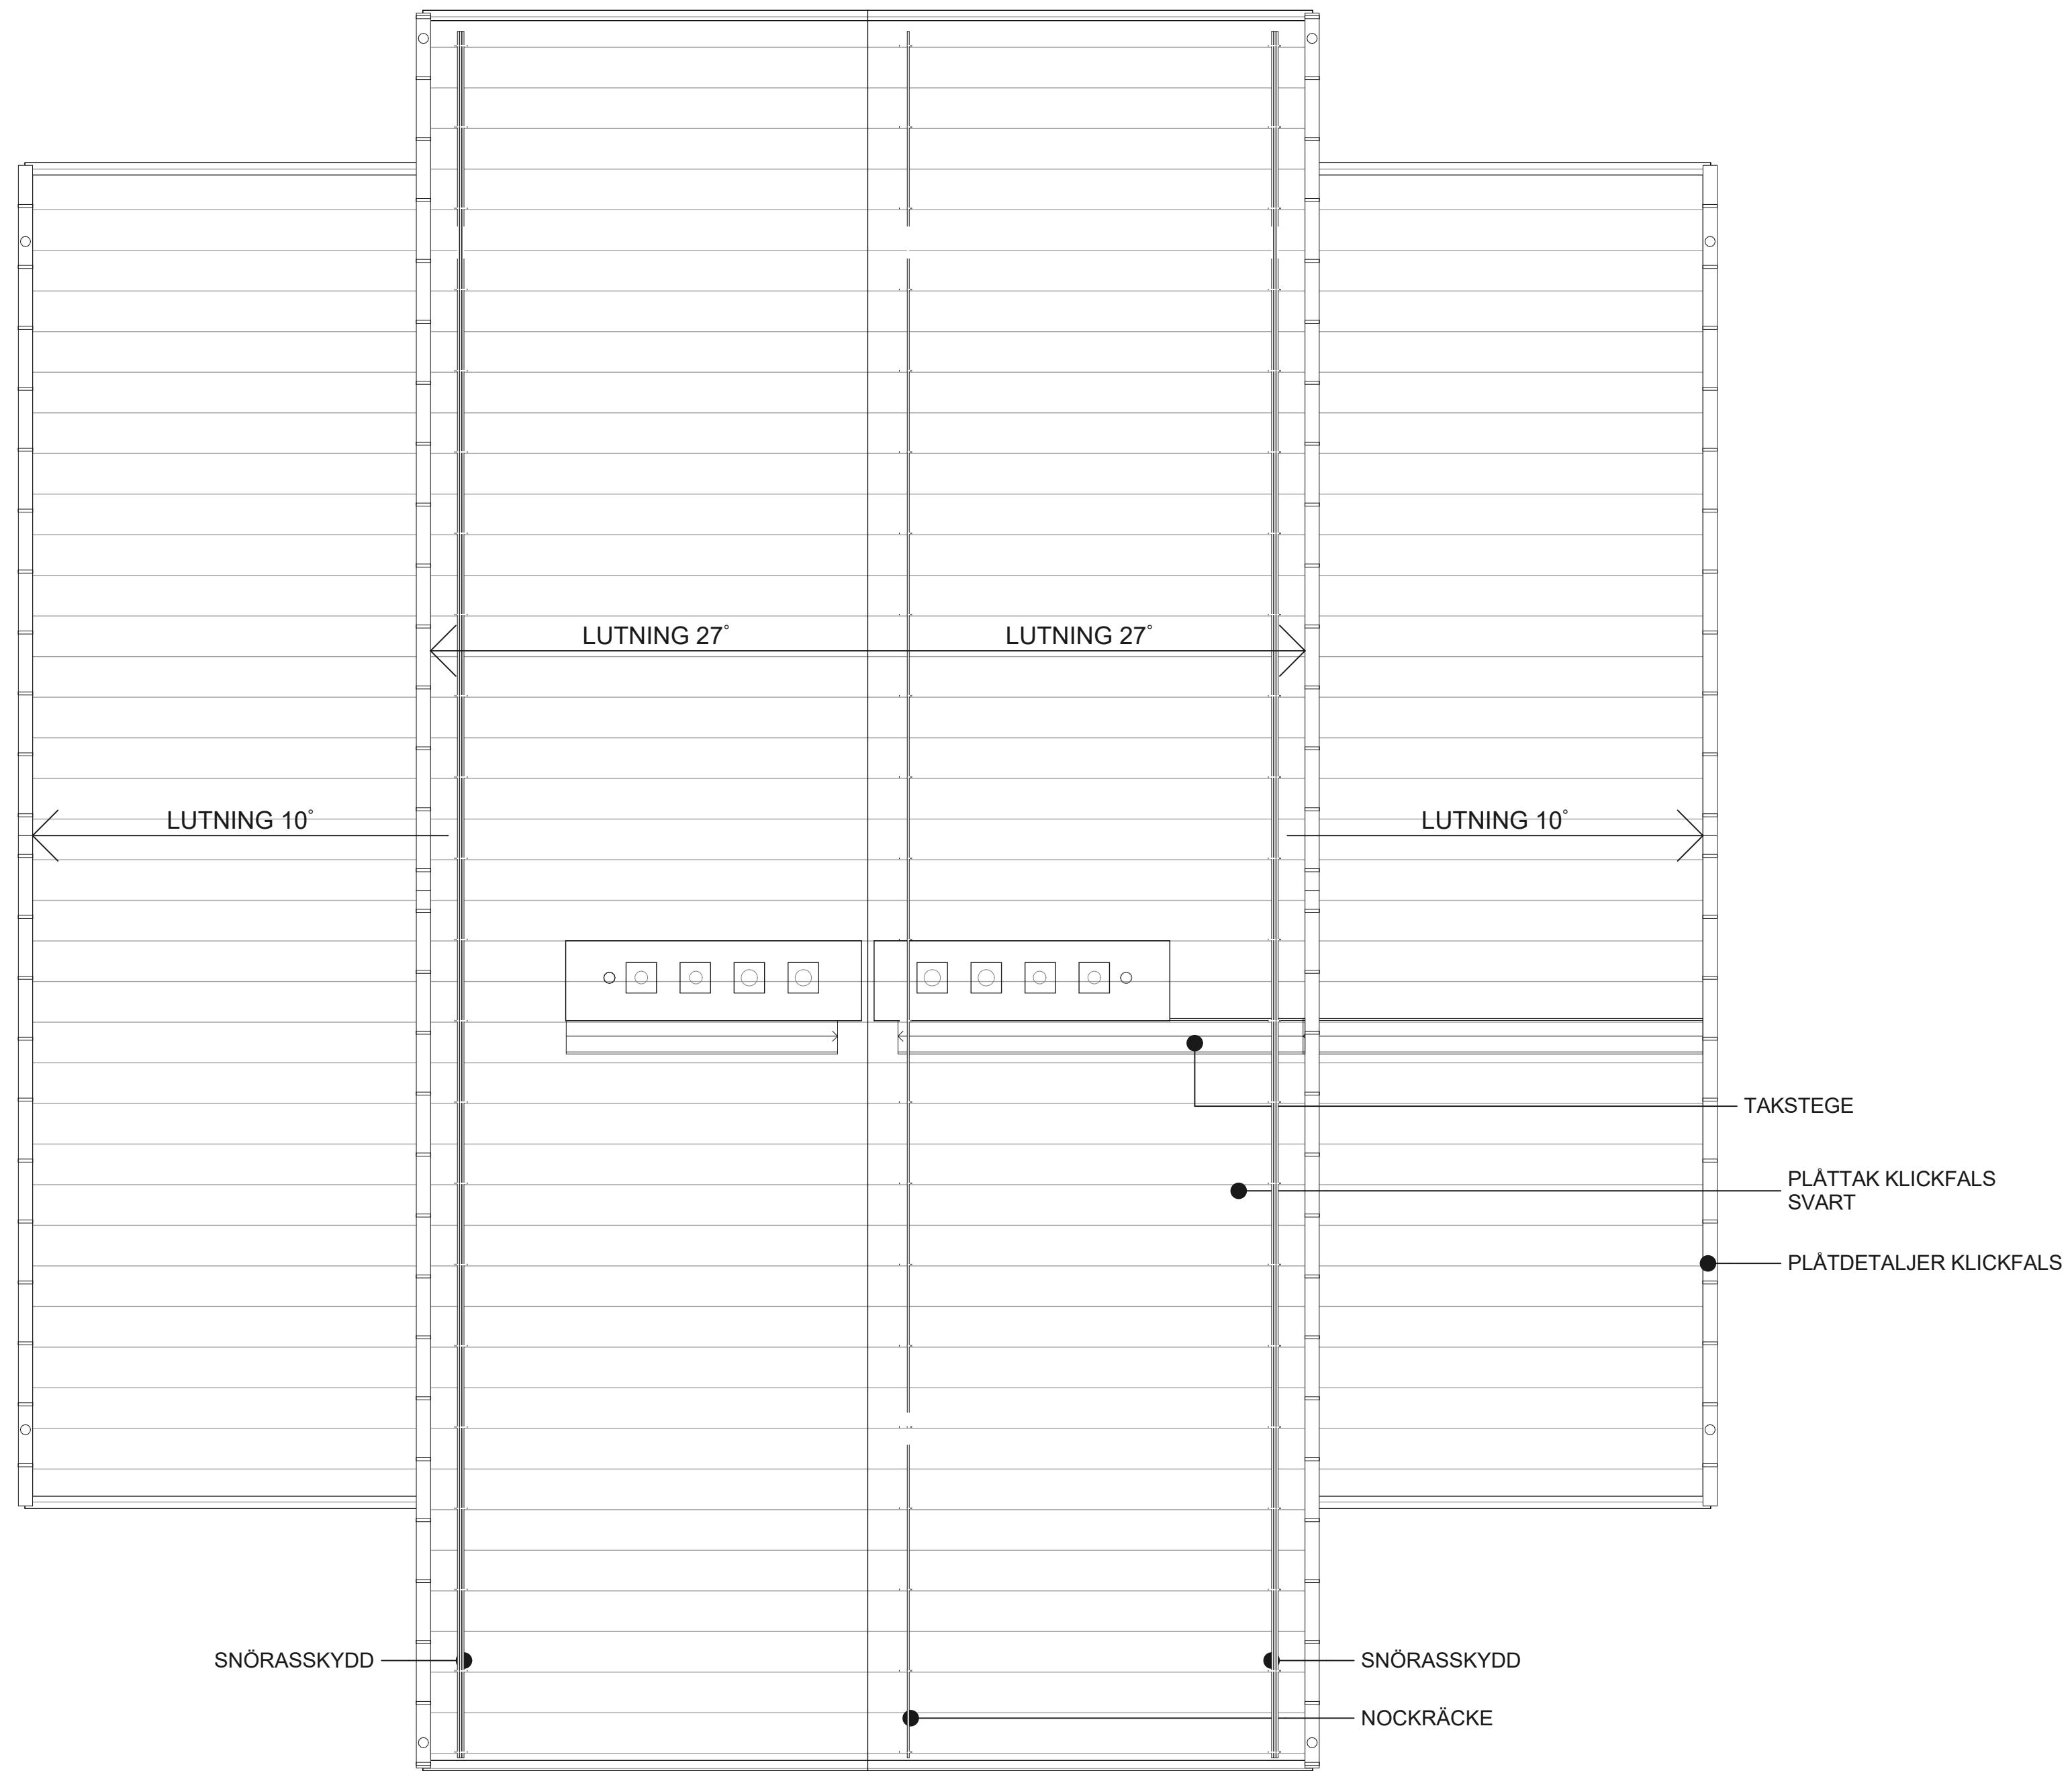 LUTNING 27°
LUTNING 27°
LUTNING 10°
LUTNING 10°
TAKSTEGE
PLÅTTAK KLICKFALS
SVART
PLÅTDETALJER KLICKFALS
SNÖRASSKYDD
SNÖRASSKYDD
NOCKRÄCKE